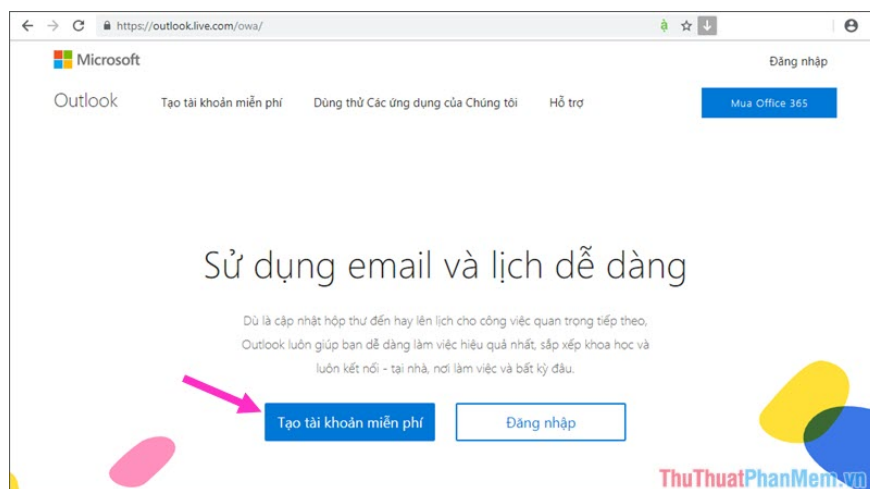 https://outlook.live.com/owa/
Microsoft
Đăng nhập
Outlook
Tạo tài khoản miễn phí
Dùng thử Các ứng dụng của Chúng tôi
Hỗ trợ
Mua Office 365
Sử dụng email và lịch dễ dàng
Dù là cập nhật hộp thư đến hay lên lịch cho công việc quan trọng tiếp theo,
Outlook luôn giúp bạn dễ dàng làm việc hiệu quả nhất, sắp xếp khoa học và
luôn kết nối - tại nhà, nơi làm việc và bất kỳ đâu.
Tạo tài khoản miễn phí
Đăng nhập
ThuThuatPhanMem.vn